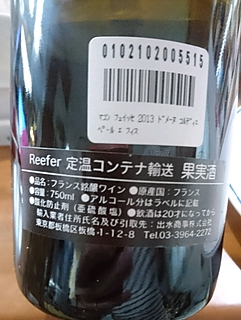 0102102005515
マコン フュイッセ 2013 ドメーヌ コルディエ
ペール エ フィス
Reefer 定温コンテナ輸送 果実酒
●品名：フランス銘醸ワイン ●原産国：フランス
●容量：750ml ●アルコール分はラベルに記載
●酸化防止剤（亜硫酸塩） ●飲酒は20才になってから
輸入業者住所氏名及び引取先：出水商事株式会社
東京都板橋区板橋1-12-8 Tel.03-3964-2272